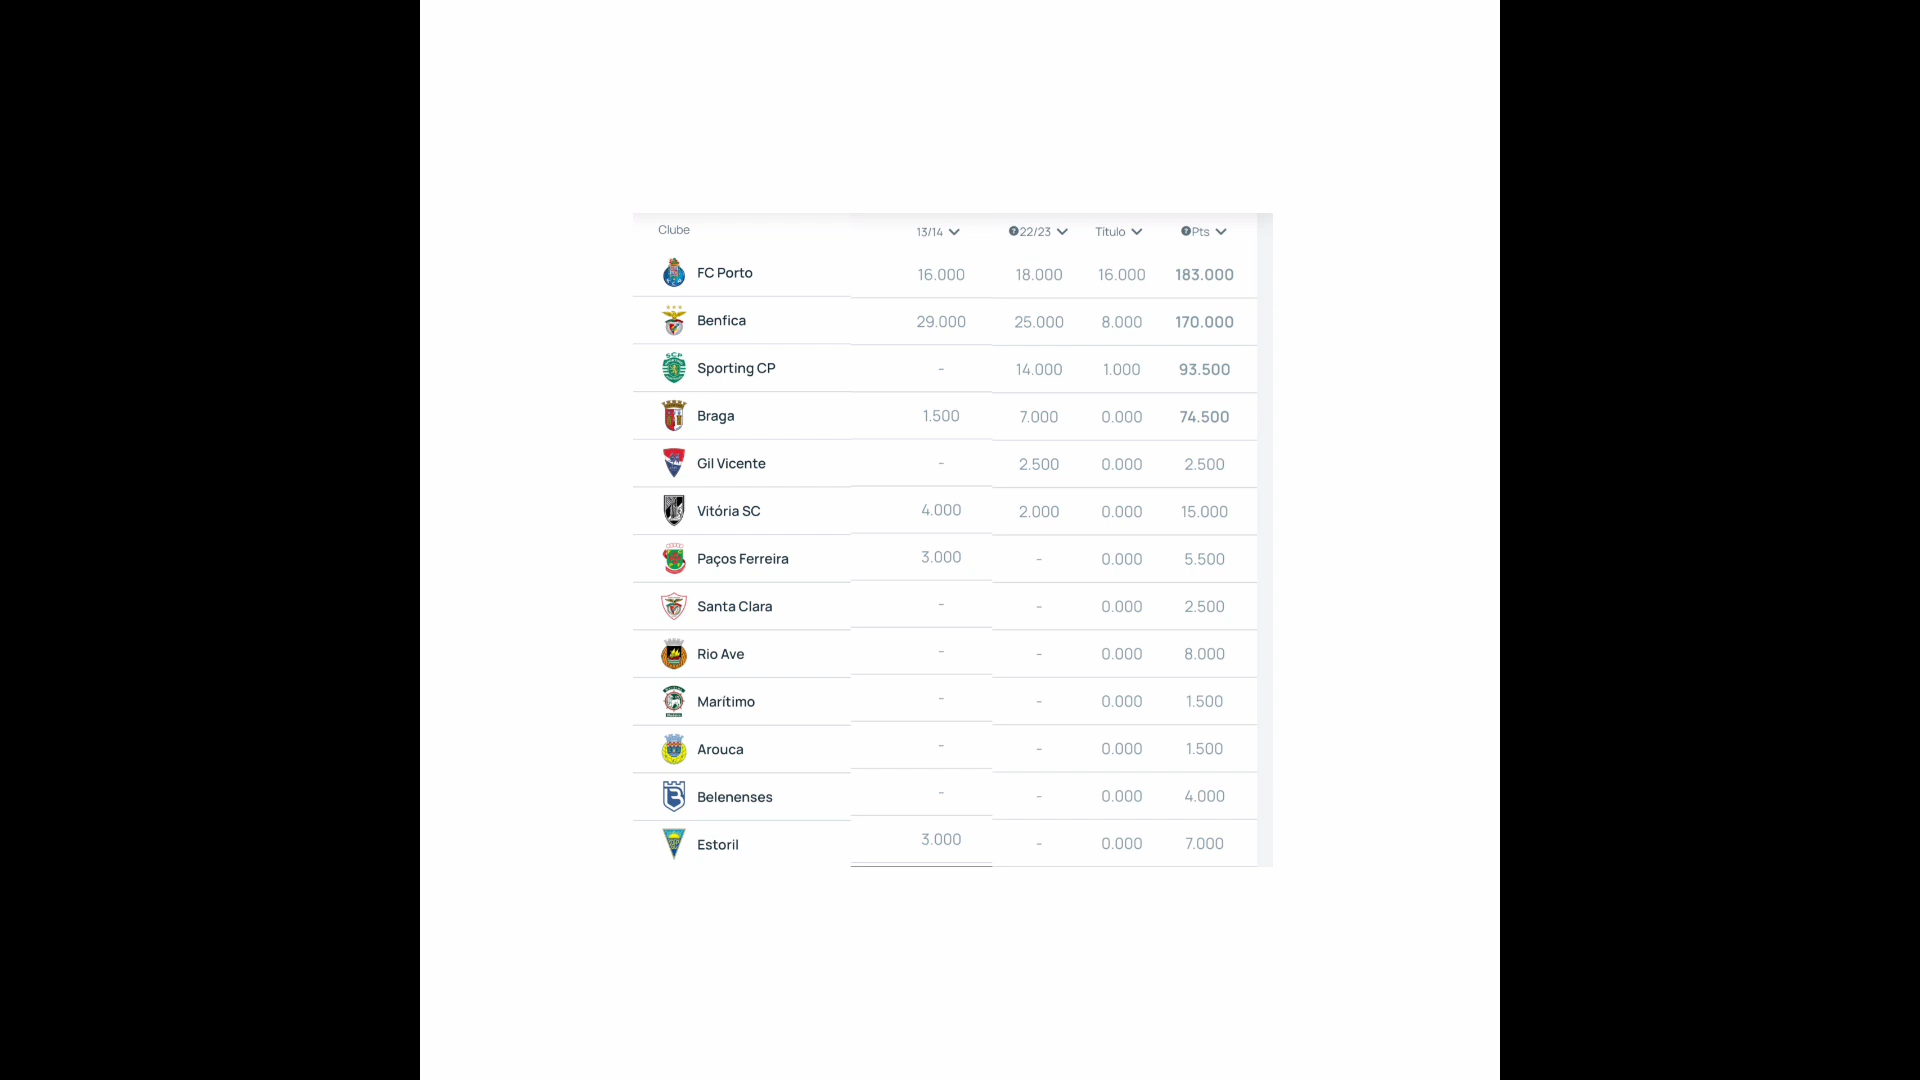 Clube 13/14 22/23 Título Pts
FC Porto 16.000 18.000 16.000 183.000
Benfica 29.000 25.000 8.000 170.000
Sporting CP - 14.000 1.000 93.500
Braga 1.500 7.000 0.000 74.500
Gil Vicente - 2.500 0.000 2.500
Vitória SC 4.000 2.000 0.000 15.000
Paços Ferreira 3.000 - 0.000 5.500
Santa Clara - - 0.000 2.500
Rio Ave - - 0.000 8.000
Marítimo - - 0.000 1.500
Arouca - - 0.000 1.500
Belenenses - - 0.000 4.000
Estoril 3.000 - 0.000 7.000